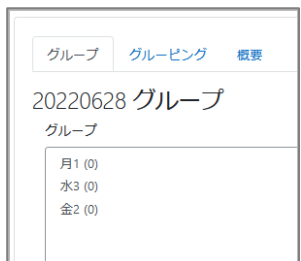 グループ グルーピング 概要
20220628 グループ
グループ
月1 (0)
水3 (0)
金2 (0)